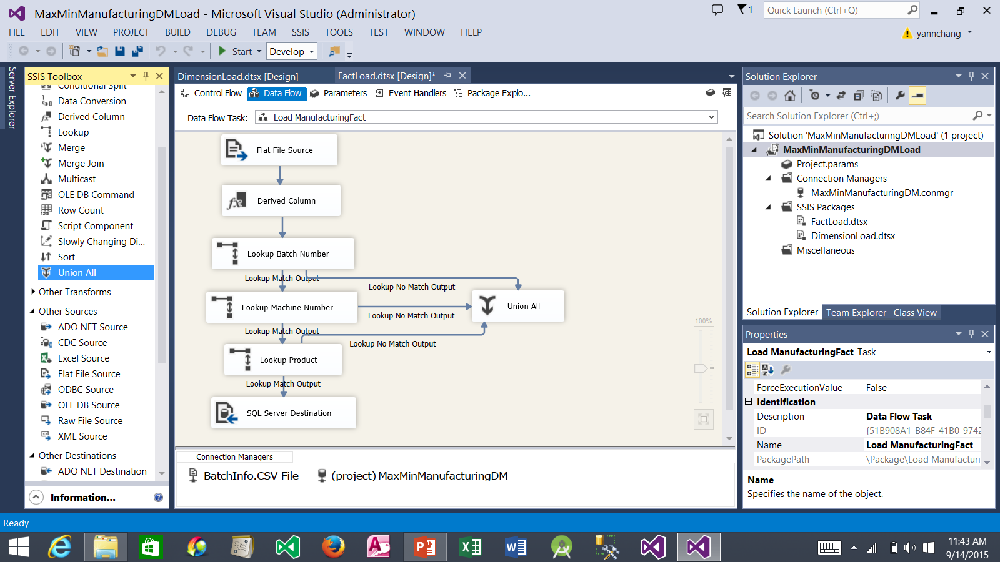 MaxMinManufacturingDMLoad - Microsoft Visual Studio (Administrator)
1
Quick Launch (Ctrl+Q)
FILE EDIT VIEW PROJECT BUILD DEBUG TEAM SSIS TOOLS TEST WINDOW HELP
yannchang
Start
Develop
Server Explorer
SSIS Toolbox
Conditional Split
Data Conversion
Derived Column
Lookup
Merge
Merge Join
Multicast
OLE DB Command
Row Count
Script Component
Slowly Changing Di...
Sort
Union All
Other Transforms
Other Sources
ADO NET Source
CDC Source
Excel Source
Flat File Source
ODBC Source
OLE DB Source
Raw File Source
XML Source
Other Destinations
ADO NET Destination
Information...
DimensionLoad.dtsx [Design]
FactLoad.dtsx [Design]*
Control Flow
Data Flow
Parameters
Event Handlers
Package Explo...
Data Flow Task:
Load ManufacturingFact
Flat File Source
Derived Column
Lookup Batch Number
Lookup Match Output
Lookup No Match Output
Lookup Machine Number
Union All
Lookup No Match Output
Lookup Match Output
Lookup No Match Output
Lookup Product
Lookup Match Output
SQL Server Destination
100%
Connection Managers
BatchInfo.CSV File
(project) MaxMinManufacturingDM
Solution Explorer
Search Solution Explorer (Ctrl+;)
Solution 'MaxMinManufacturingDMLoad' (1 project)
MaxMinManufacturingDMLoad
Project.params
Connection Managers
MaxMinManufacturingDM.conmgr
SSIS Packages
FactLoad.dtsx
DimensionLoad.dtsx
Miscellaneous
Solution Explorer
Team Explorer
Class View
Properties
Load ManufacturingFact Task
ForceExecutionValue False
Identification
Description Data Flow Task
ID {51B908A1-B84F-41B0-9742
Name Load ManufacturingFact
PackagePath \Package\Load Manufacturi
Name
Specifies the name of the object.
Ready
11:43 AM
9/14/2015